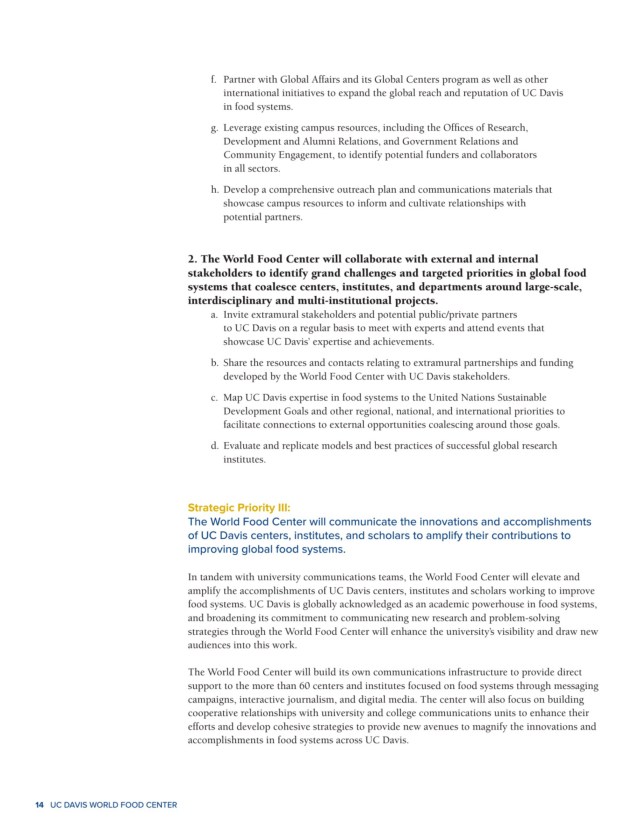 f. Partner with Global Affairs and its Global Centers program as well as other
international initiatives to expand the global reach and reputation of UC Davis
in food systems.
g. Leverage existing campus resources, including the Offices of Research,
Development and Alumni Relations, and Government Relations and
Community Engagement, to identify potential funders and collaborators
in all sectors.
h. Develop a comprehensive outreach plan and communications materials that
showcase campus resources to inform and cultivate relationships with
potential partners.
2. The World Food Center will collaborate with external and internal
stakeholders to identify grand challenges and targeted priorities in global food
systems that coalesce centers, institutes, and departments around large-scale,
interdisciplinary and multi-institutional projects.
a. Invite extramural stakeholders and potential public/private partners
to UC Davis on a regular basis to meet with experts and attend events that
showcase UC Davis' expertise and achievements.
b. Share the resources and contacts relating to extramural partnerships and funding
developed by the World Food Center with UC Davis stakeholders.
c. Map UC Davis expertise in food systems to the United Nations Sustainable
Development Goals and other regional, national, and international priorities to
facilitate connections to external opportunities coalescing around those goals.
d. Evaluate and replicate models and best practices of successful global research
institutes.
Strategic Priority III:
The World Food Center will communicate the innovations and accomplishments
of UC Davis centers, institutes, and scholars to amplify their contributions to
improving global food systems.
In tandem with university communications teams, the World Food Center will elevate and
amplify the accomplishments of UC Davis centers, institutes and scholars working to improve
food systems. UC Davis is globally acknowledged as an academic powerhouse in food systems,
and broadening its commitment to communicating new research and problem-solving
strategies through the World Food Center will enhance the university's visibility and draw new
audiences into this work.
The World Food Center will build its own communications infrastructure to provide direct
support to the more than 60 centers and institutes focused on food systems through messaging
campaigns, interactive journalism, and digital media. The center will also focus on building
cooperative relationships with university and college communications units to enhance their
efforts and develop cohesive strategies to provide new avenues to magnify the innovations and
accomplishments in food systems across UC Davis.
14 UC DAVIS WORLD FOOD CENTER